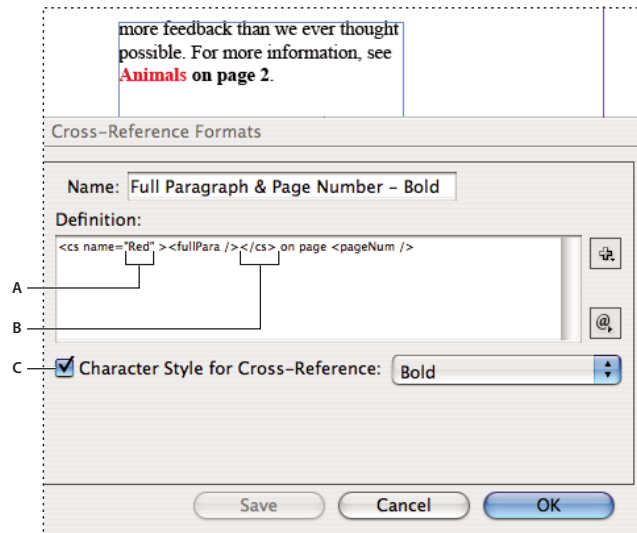 more feedback than we ever thought
possible. For more information, see
Animals on page 2.
Cross-Reference Formats
Name: Full Paragraph & Page Number - Bold
Definition:
<cs name="Red" ><fullPara /></cs> on page <pageNum />
A
B
@
C
Character Style for Cross-Reference: Bold
Save Cancel OK